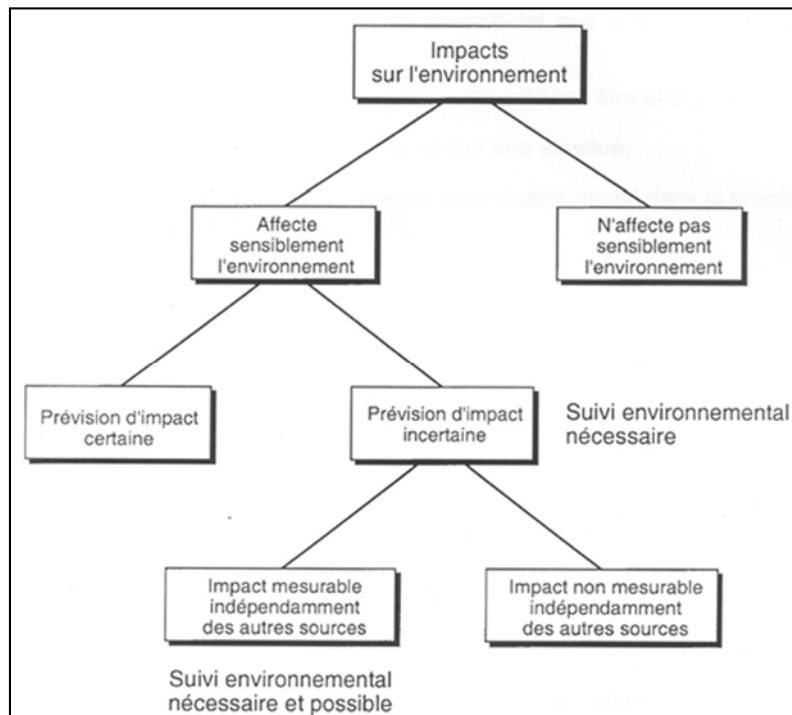 Impacts
sur l'environnement
Affecte
sensiblement
l'environnement
N'affecte pas
sensiblement
l'environnement
Prévision d'impact
certaine
Prévision d'impact
incertaine
Suivi environnemental
nécessaire
Impact mesurable
indépendamment
des autres sources
Impact non mesurable
indépendamment
des autres sources
Suivi environnemental
nécessaire et possible